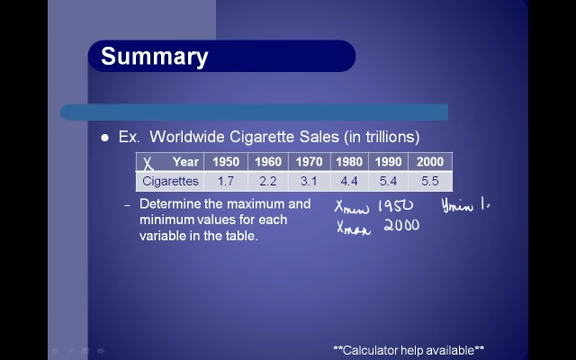 Summary
• Ex. Worldwide Cigarette Sales (in trillions)
X Year 1950 1960 1970 1980 1990 2000
Cigarettes 1.7 2.2 3.1 4.4 5.4 5.5
– Determine the maximum and
minimum values for each
variable in the table.
Xmin 1950 Ymin 1.
Xmax 2000
**Calculator help available**